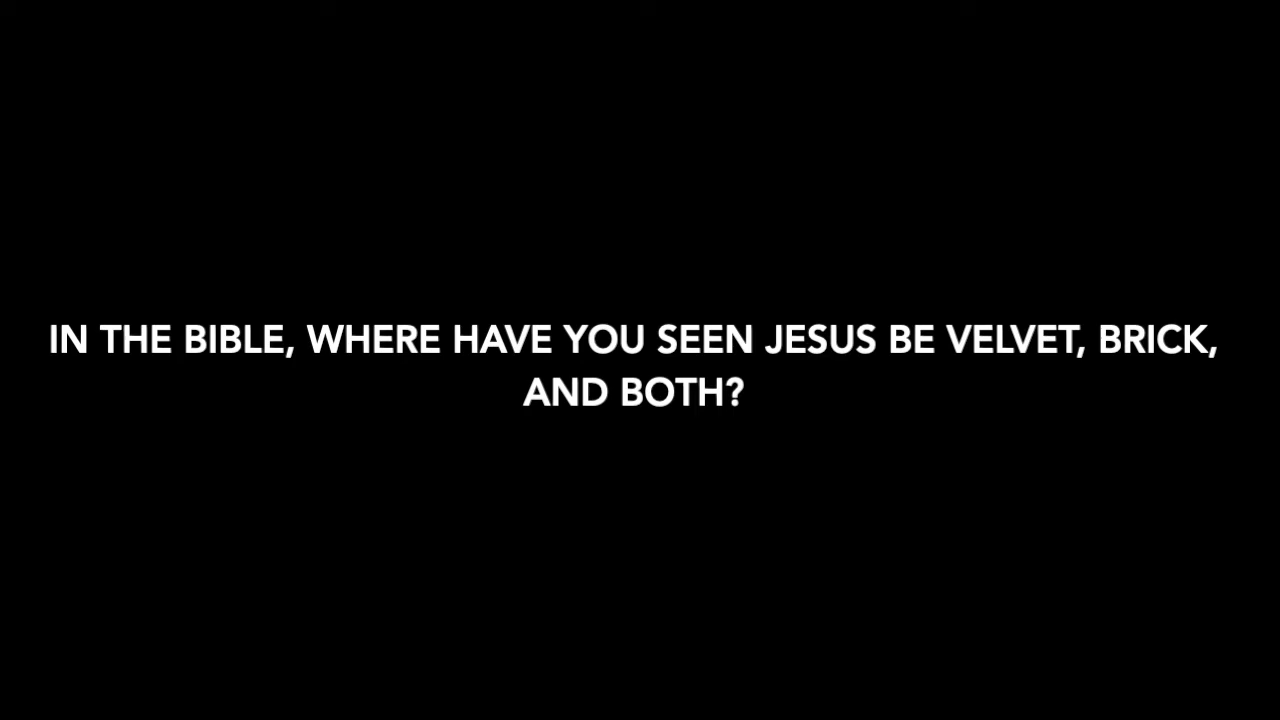 IN THE BIBLE, WHERE HAVE YOU SEEN JESUS BE VELVET, BRICK,
AND BOTH?